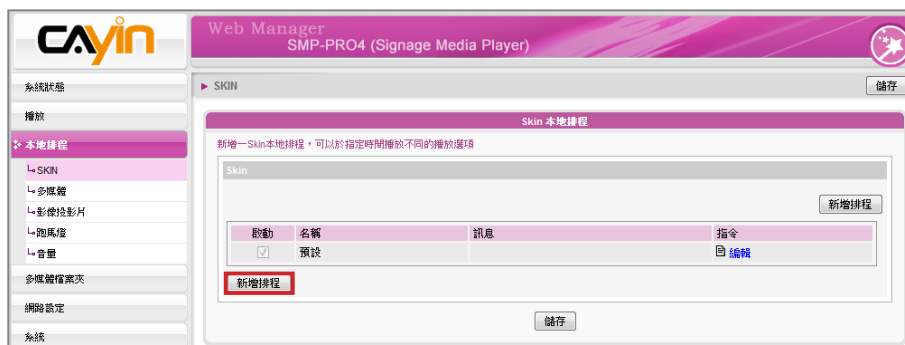 CAYIN
Web Manager
SMP-PRO4 (Signage Media Player)
系統狀態
播放
本地排程
SKIN
多媒體
影像投影片
跑馬燈
音量
多媒體檔案夾
網路設定
系統
SKIN
儲存
Skin 本地排程
新增一Skin本地排程，可以於指定時間播放不同的播放選項
Skin
新增排程
啟動 名稱 訊息 指令
預設 編輯
新增排程
儲存